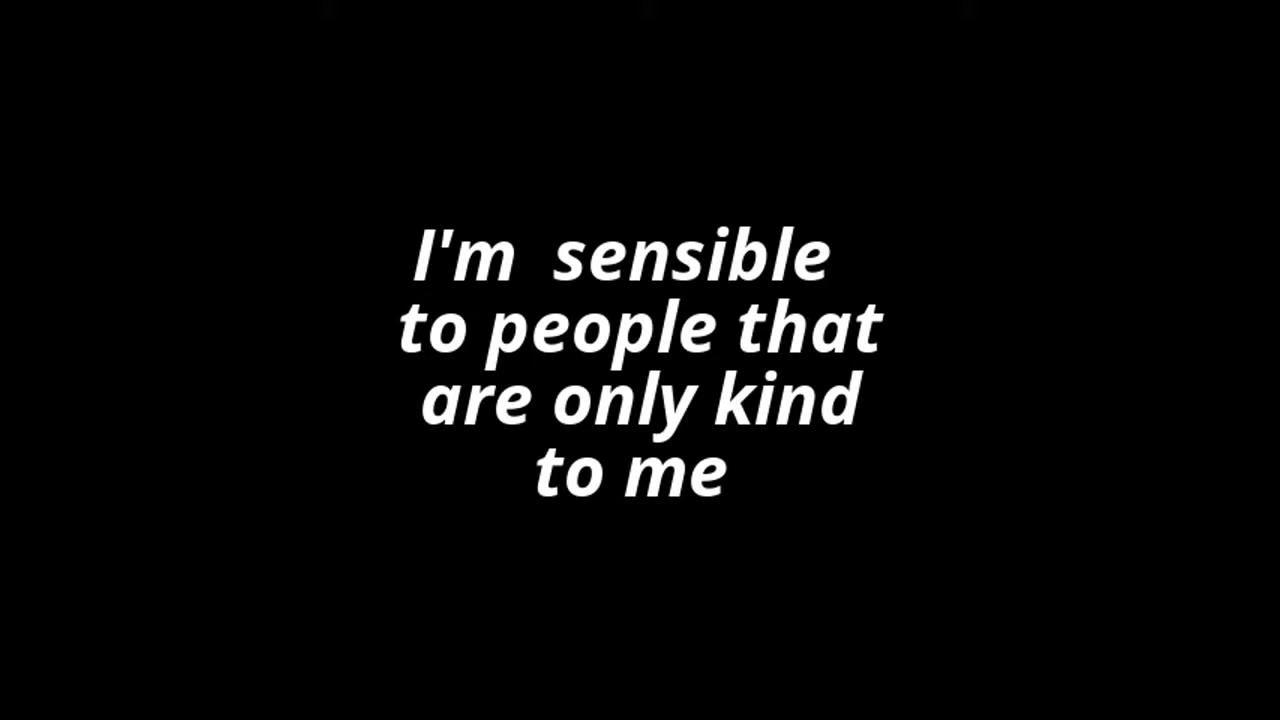 I'm  sensible
to people that
are only kind
to me